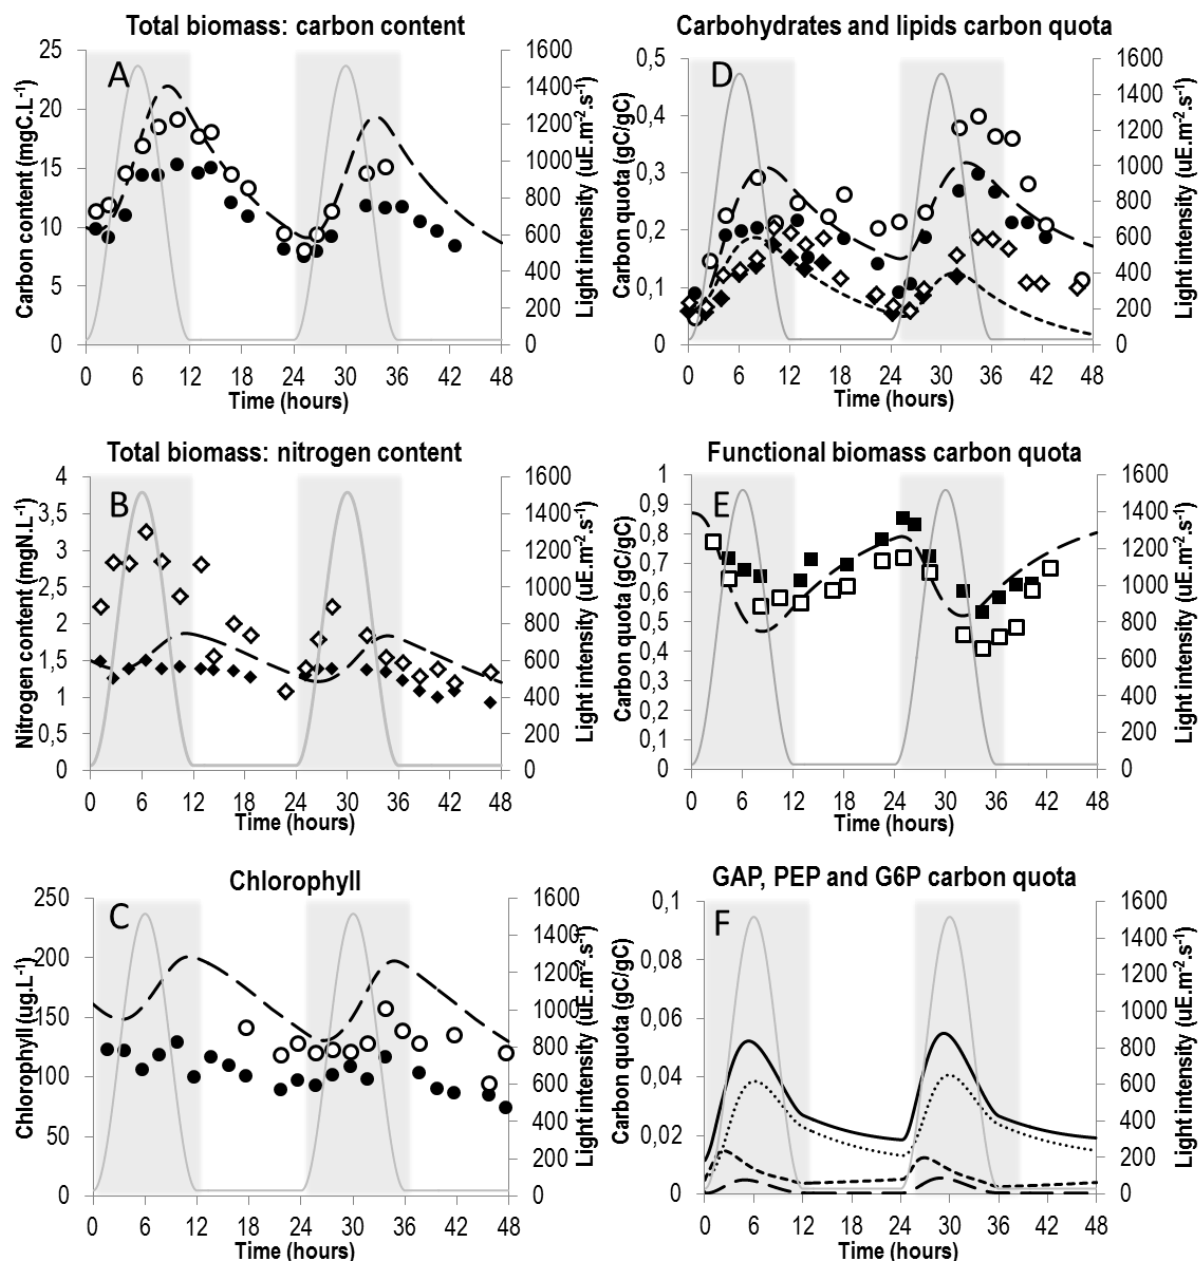 Total biomass: carbon content
A
25
20
15
10
5
0
Carbon content (mgC.L⁻¹)
1600
1400
1200
1000
800
600
400
200
0
Light intensity (uE.m⁻².s⁻¹)
0 6 12 18 24 30 36 42 48
Time (hours)
Carbohydrates and lipids carbon quota
D
0,5
0,4
0,3
0,2
0,1
0
Carbon quota (gC/gC)
1600
1400
1200
1000
800
600
400
200
0
Light intensity (uE.m⁻².s⁻¹)
0 6 12 18 24 30 36 42 48
Time (hours)
Total biomass: nitrogen content
B
4
3,5
3
2,5
2
1,5
1
0,5
0
Nitrogen content (mgN.L⁻¹)
1600
1400
1200
1000
800
600
400
200
0
Light intensity (uE.m⁻².s⁻¹)
0 6 12 18 24 30 36 42 48
Time (hours)
Functional biomass carbon quota
E
1
0,9
0,8
0,7
0,6
0,5
0,4
0,3
0,2
0,1
0
Carbon quota (gC/gC)
1600
1400
1200
1000
800
600
400
200
0
Light intensity (uE.m⁻².s⁻¹)
0 6 12 18 24 30 36 42 48
Time (hours)
Chlorophyll
C
250
200
150
100
50
0
Chlorophyll (ug.L⁻¹)
1600
1400
1200
1000
800
600
400
200
0
Light intensity (uE.m⁻².s⁻¹)
0 6 12 18 24 30 36 42 48
Time (hours)
GAP, PEP and G6P carbon quota
F
0,1
0,08
0,06
0,04
0,02
0
Carbon quota (gC/gC)
1600
1400
1200
1000
800
600
400
200
0
Light intensity (uE.m⁻².s⁻¹)
0 6 12 18 24 30 36 42 48
Time (hours)